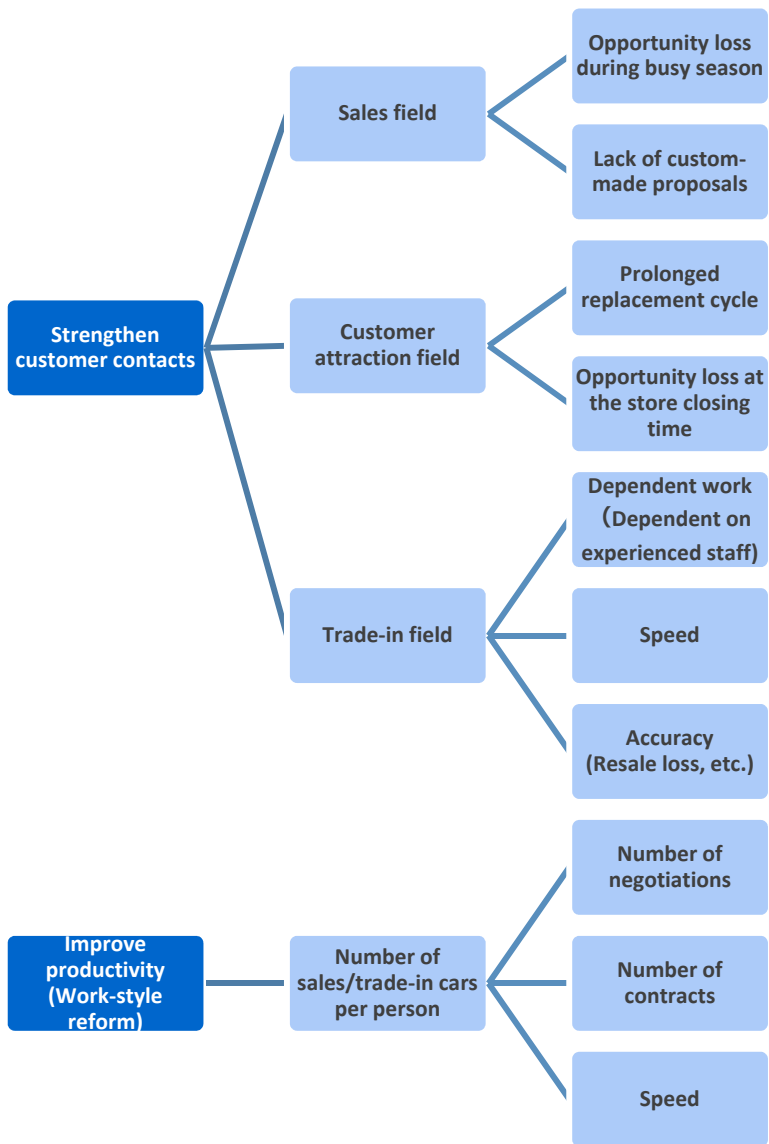 Opportunity loss
during busy season
Sales field
Lack of custom-
made proposals
Prolonged
replacement cycle
Strengthen
customer contacts
Customer
attraction field
Opportunity loss at
the store closing
time
Dependent work
（Dependent on
experienced staff)
Trade-in field
Speed
Accuracy
(Resale loss, etc.)
Number of
negotiations
Improve
productivity
(Work-style
reform)
Number of
sales/trade-in cars
per person
Number of
contracts
Speed